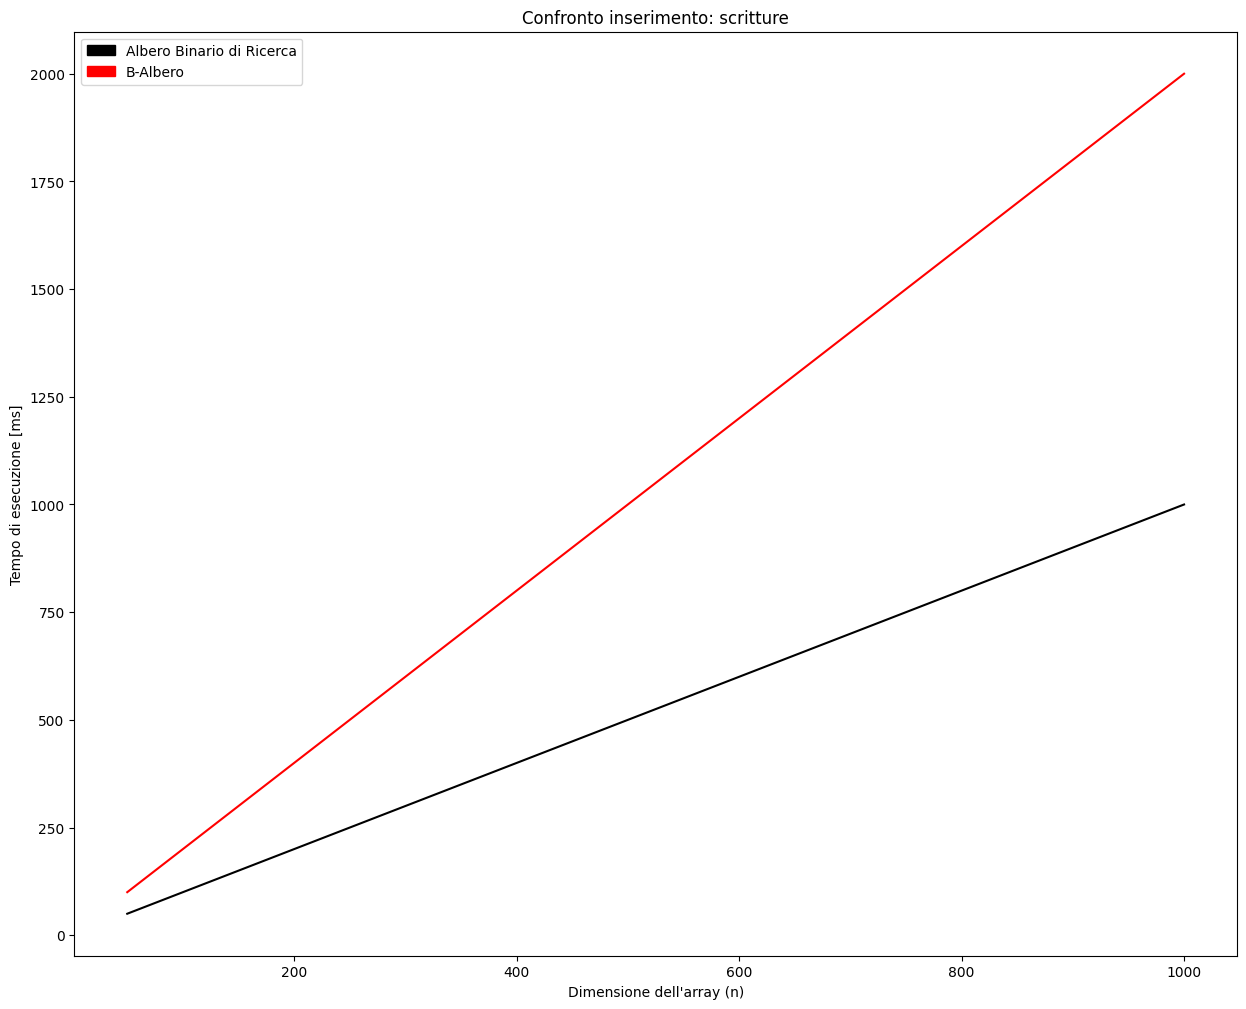 Confronto inserimento: scritture
Albero Binario di Ricerca
B-Albero
2000
1750
1500
1250
1000
750
500
250
0
Tempo di esecuzione [ms]
200 400 600 800 1000
Dimensione dell'array (n)